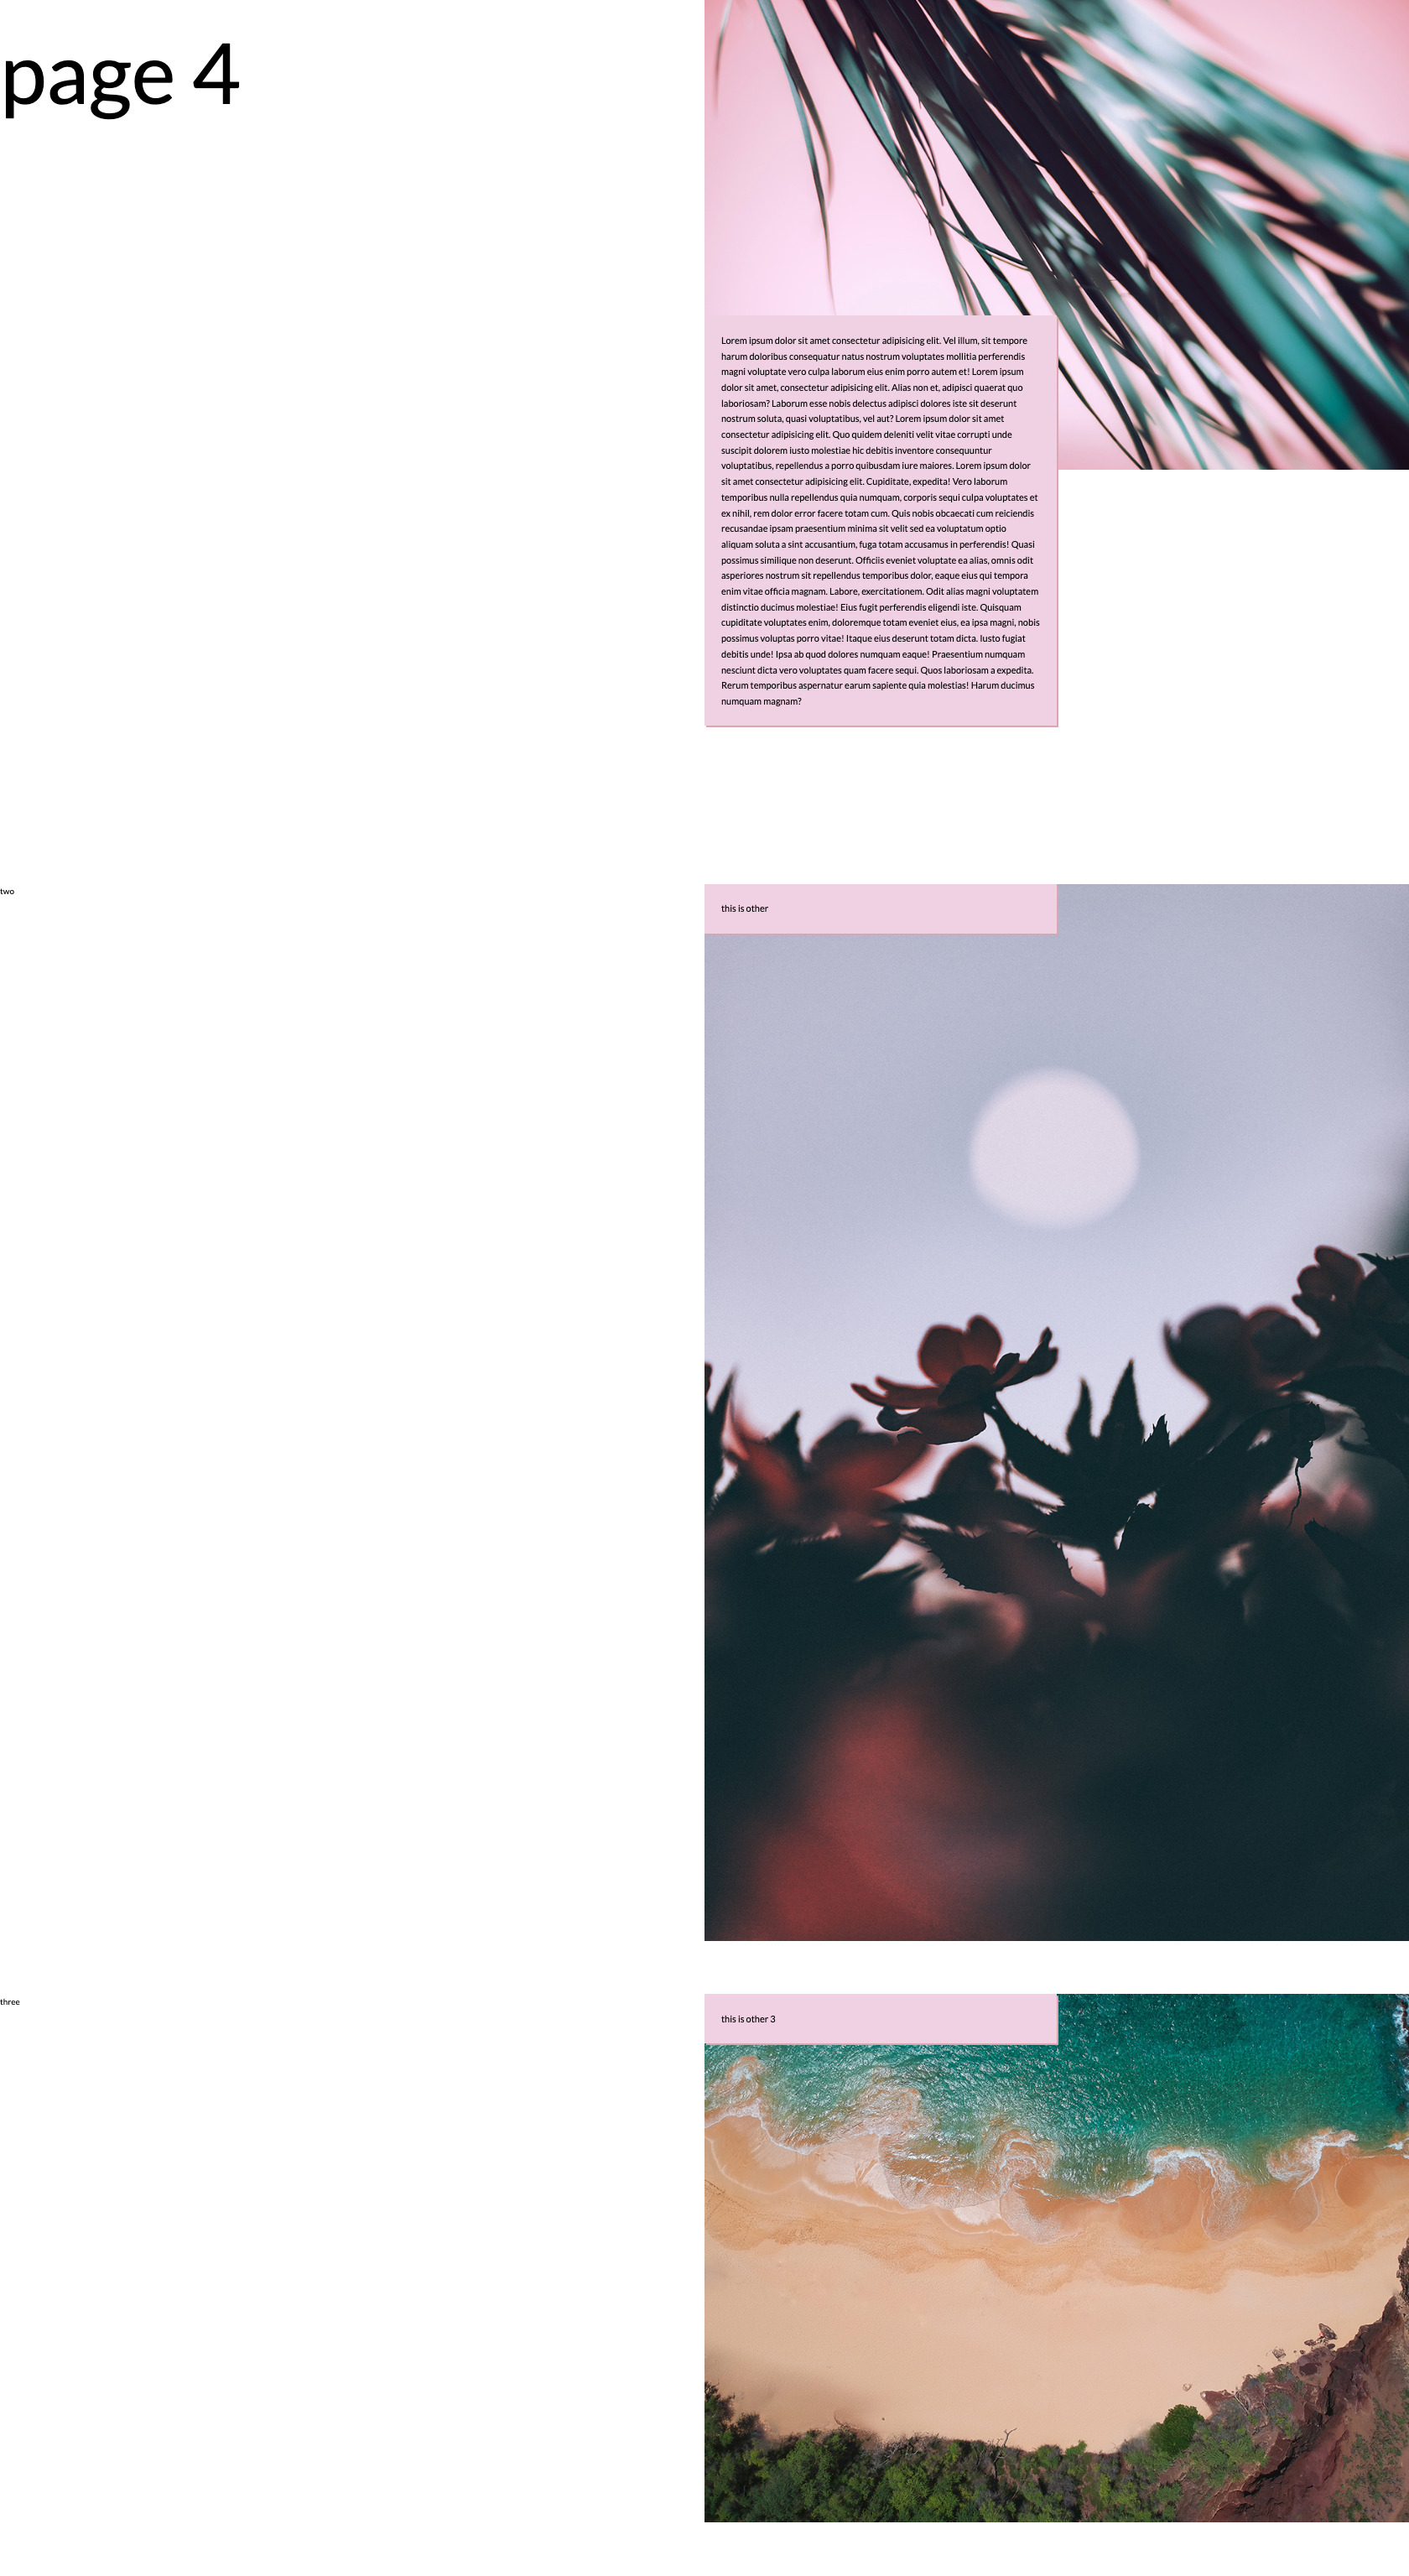 page 4
Lorem ipsum dolor sit amet consectetur adipisicing elit. Vel illum, sit tempore
harum doloribus consequatur natus nostrum voluptates mollitia perferendis
magni voluptate vero culpa laborum eius enim porro autem et! Lorem ipsum
dolor sit amet, consectetur adipisicing elit. Alias non et, adipisci quaerat quo
laboriosam? Laborum esse nobis delectus adipisci dolores iste sit deserunt
nostrum soluta, quasi voluptatibus, vel aut? Lorem ipsum dolor sit amet
consectetur adipisicing elit. Quo quidem deleniti velit vitae corrupti unde
suscipit dolorem iusto molestiae hic debitis inventore consequuntur
voluptatibus, repellendus a porro quibusdam iure maiores. Lorem ipsum dolor
sit amet consectetur adipisicing elit. Cupiditate, expedita! Vero laborum
temporibus nulla repellendus quia numquam, corporis sequi culpa voluptates et
ex nihil, rem dolor error facere totam cum. Quis nobis obcaecati cum reiciendis
recusandae ipsam praesentium minima sit velit sed ea voluptatum optio
aliquam soluta a sint accusantium, fuga totam accusamus in perferendis! Quasi
possimus similique non deserunt. Officiis eveniet voluptate ea alias, omnis odit
asperiores nostrum sit repellendus temporibus dolor, eaque eius qui tempora
enim vitae officia magnam. Labore, exercitationem. Odit alias magni voluptatem
distinctio ducimus molestiae! Eius fugit perferendis eligendi iste. Quisquam
cupiditate voluptates enim, doloremque totam eveniet eius, ea ipsa magni, nobis
possimus voluptas porro vitae! Itaque eius deserunt totam dicta. Iusto fugiat
debitis unde! Ipsa ab quod dolores numquam eaque! Praesentium numquam
nesciunt dicta vero voluptates quam facere sequi. Quos laboriosam a expedita.
Rerum temporibus aspernatur earum sapiente quia molestias! Harum ducimus
numquam magnam?
two
this is other
three
this is other 3